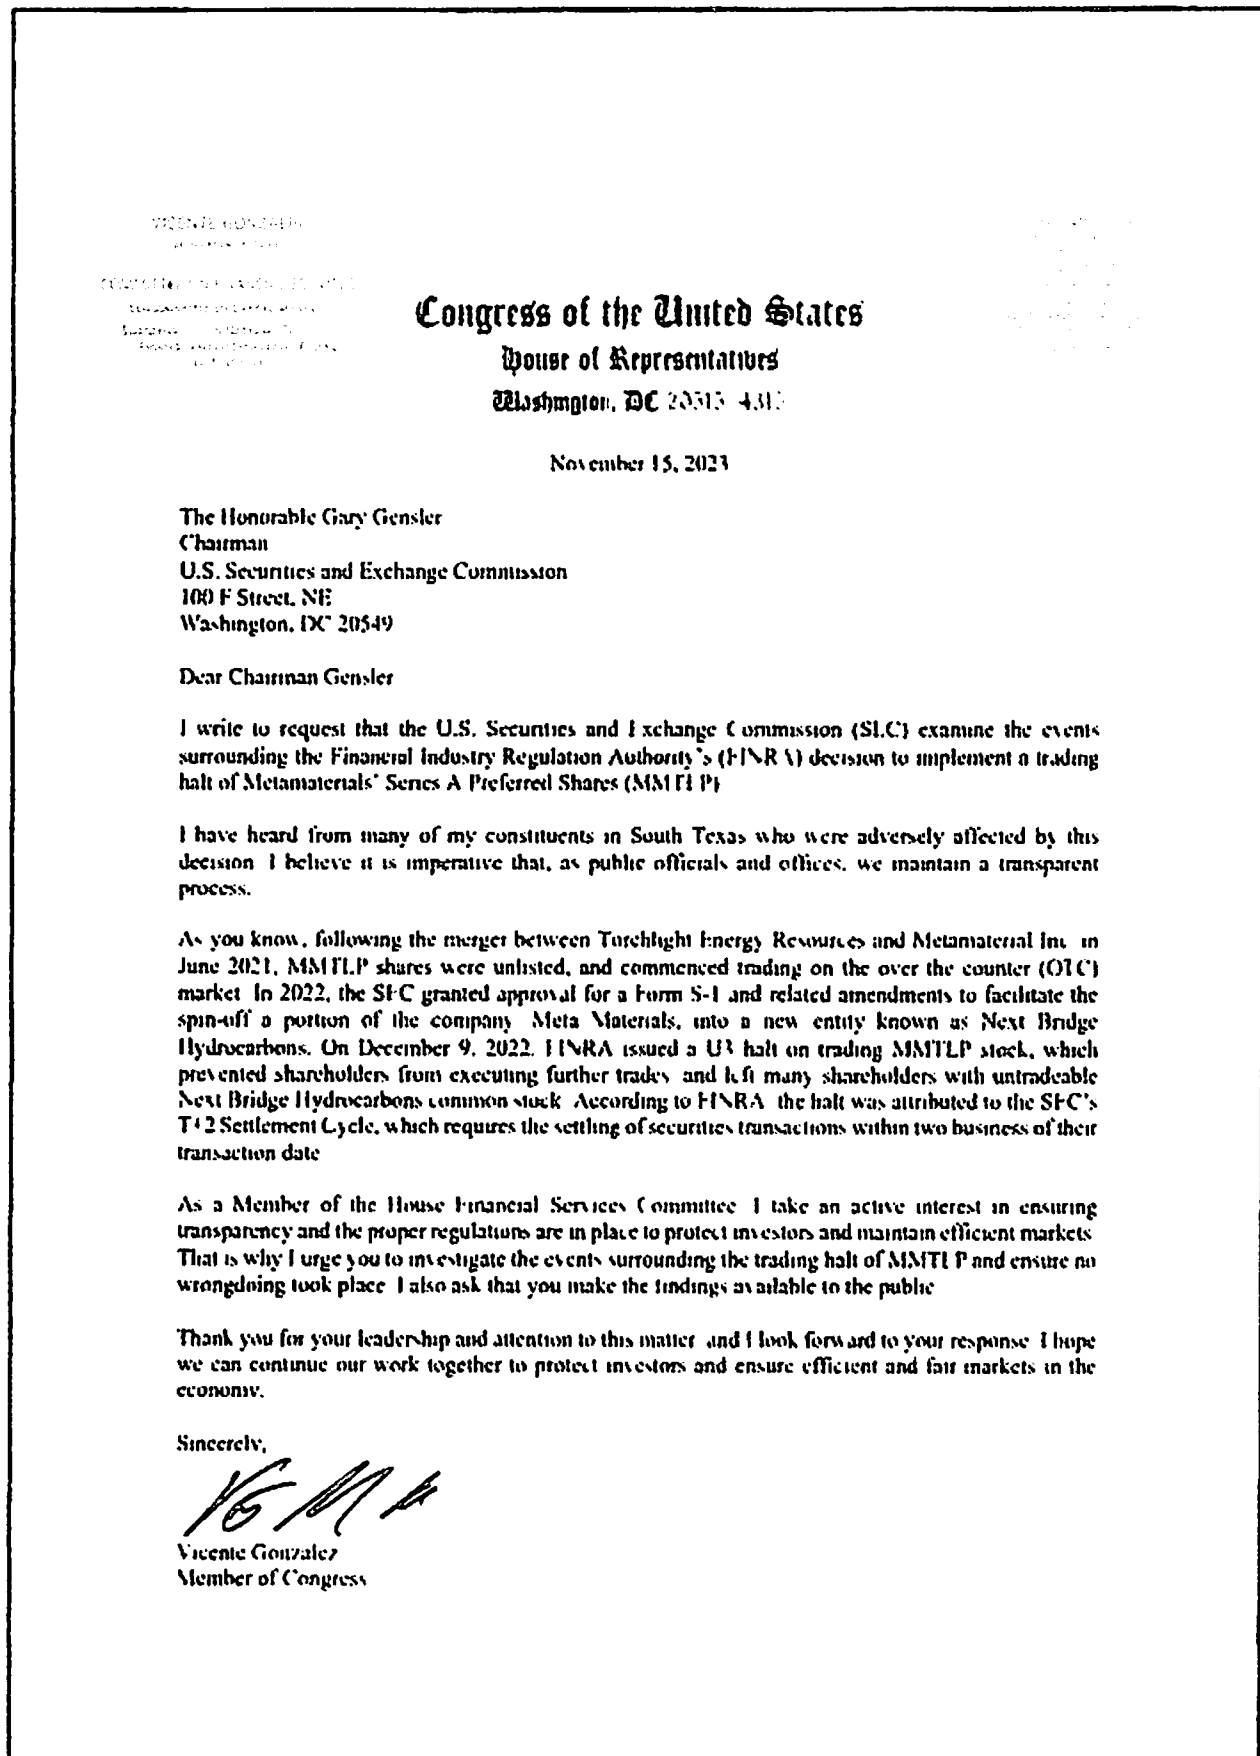 VICENTE GONZALEZ
Congress of the United States
House of Representatives
Washington, DC 20515-4315
November 15, 2023
The Honorable Gary Gensler
Chairman
U.S. Securities and Exchange Commission
100 F Street, NE
Washington, DC 20549
Dear Chairman Gensler
I write to request that the U.S. Securities and Exchange Commission (SEC) examine the events
surrounding the Financial Industry Regulation Authority's (FINRA) decision to implement a trading
halt of Metamaterials' Series A Preferred Shares (MMTLP)
I have heard from many of my constituents in South Texas who were adversely affected by this
decision I believe it is imperative that, as public officials and offices, we maintain a transparent
process.
As you know, following the merger between Torchlight Energy Resources and Metamaterial Inc in
June 2021, MMTLP shares were unlisted, and commenced trading on the over the counter (OTC)
market In 2022, the SEC granted approval for a Form S-1 and related amendments to facilitate the
spin-off a portion of the company Meta Materials, into a new entity known as Next Bridge
Hydrocarbons. On December 9, 2022, FINRA issued a U3 halt on trading MMTLP stock, which
prevented shareholders from executing further trades and left many shareholders with untradeable
Next Bridge Hydrocarbons common stock According to FINRA the halt was attributed to the SEC's
T+2 Settlement Cycle, which requires the settling of securities transactions within two business of their
transaction date
As a Member of the House Financial Services Committee I take an active interest in ensuring
transparency and the proper regulations are in place to protect investors and maintain efficient markets
That is why I urge you to investigate the events surrounding the trading halt of MMTLP and ensure no
wrongdoing took place I also ask that you make the findings available to the public
Thank you for your leadership and attention to this matter and I look forward to your response I hope
we can continue our work together to protect investors and ensure efficient and fair markets in the
economy.
Sincerely,
Vicente Gonzalez
Member of Congress